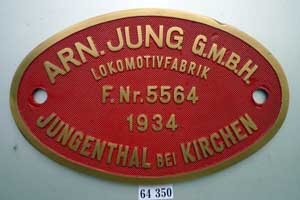 ARN. JUNG G.M.B.H.
LOKOMOTIVFABRIK
F.Nr.5564
1934
JUNGENTHAL BEI KIRCHEN
64 350